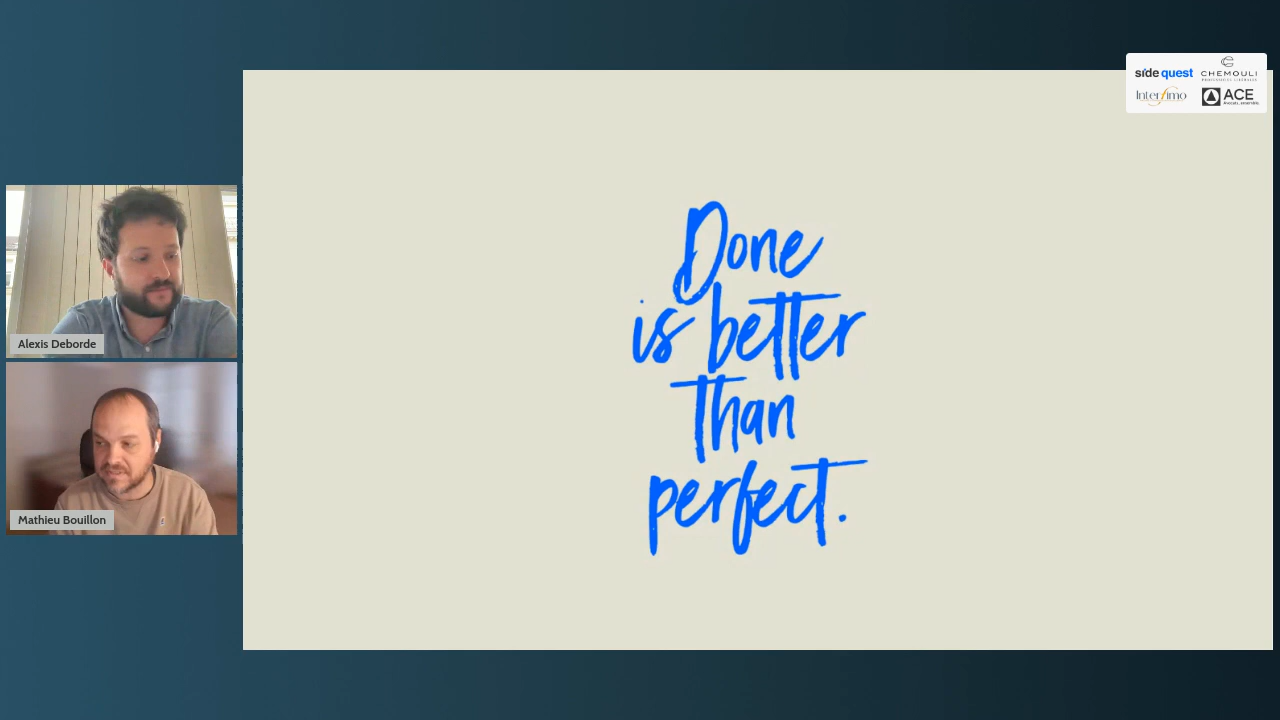 side quest
CHEMOULI
Interfimo
ACE
Done
is better
than
perfect.
Alexis Deborde
Mathieu Bouillon